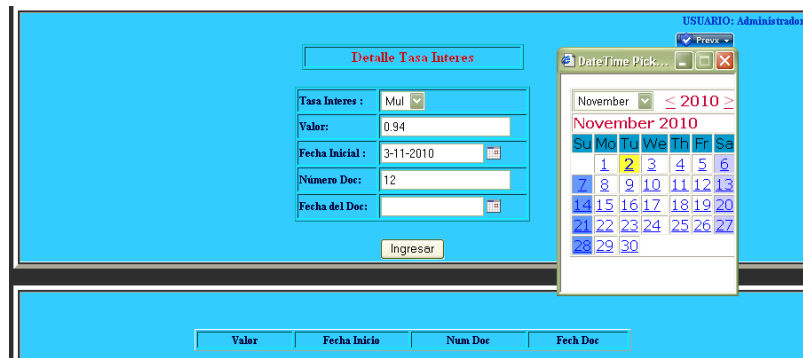 USUARIO: Administrador
Prevx
Detalle Tasa Interes
DateTime Pick...
Tasa Interes : Mul
Valor: 0.94
Fecha Inicial : 3-11-2010
Número Doc: 12
Fecha del Doc:
Ingresar
November < 2010 >
November 2010
Su Mo Tu We Th Fr Sa
1 2 3 4 5 6
7 8 9 10 11 12 13
14 15 16 17 18 19 20
21 22 23 24 25 26 27
28 29 30
Valor Fecha Inicio Num Doc Fech Doc